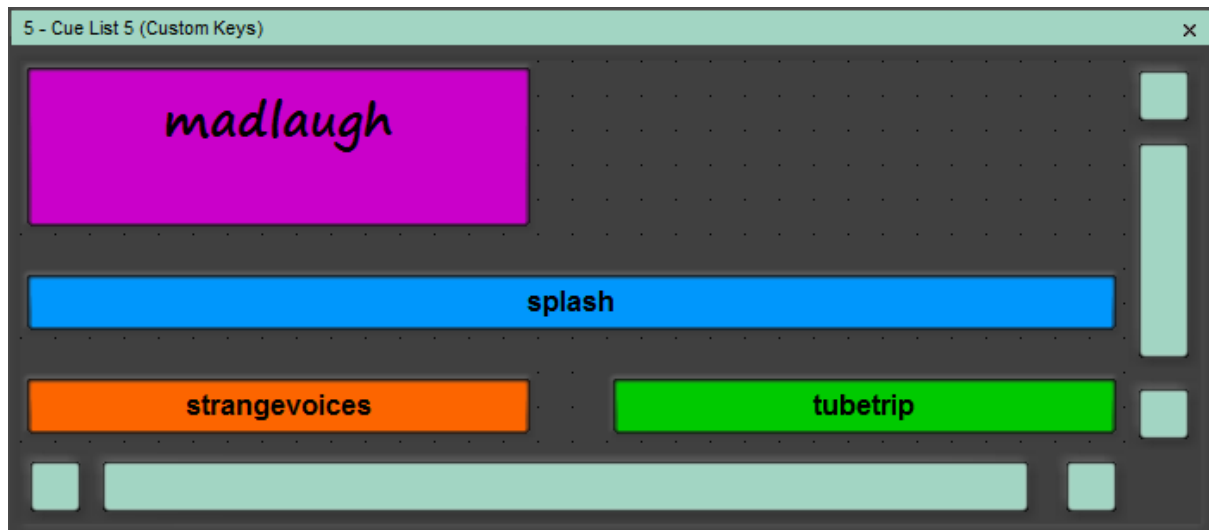 5 - Cue List 5 (Custom Keys)
madlaugh
splash
strangevoices
tubetrip